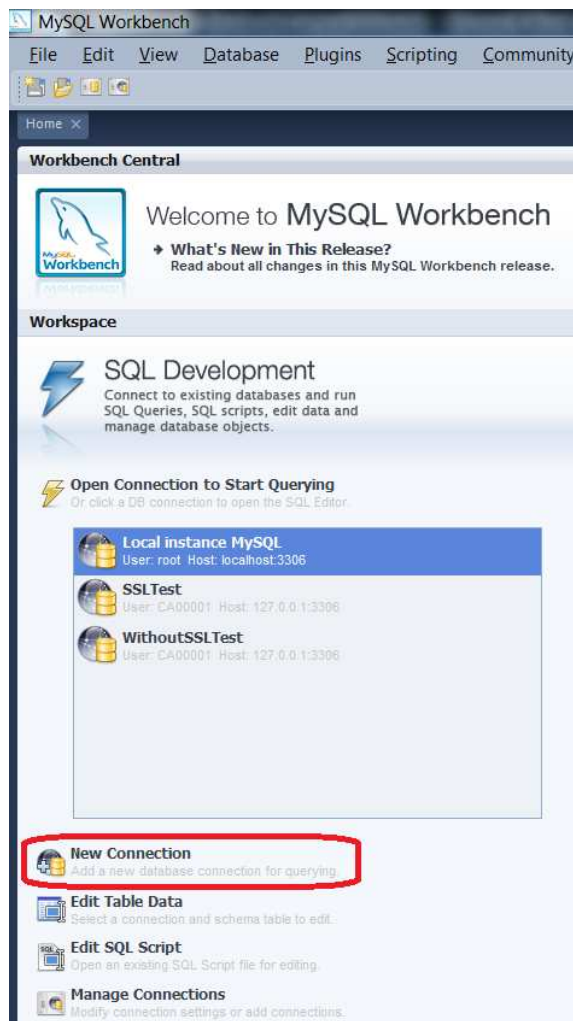 MySQL Workbench
File Edit View Database Plugins Scripting Community
Home
Workbench Central
MySQL
Workbench
Welcome to MySQL Workbench
What's New in This Release?
Read about all changes in this MySQL Workbench release.
Workspace
SQL Development
Connect to existing databases and run
SQL Queries, SQL scripts, edit data and
manage database objects.
Open Connection to Start Querying
Or click a DB connection to open the SQL Editor.
Local instance MySQL
User: root Host: localhost:3306
SSLTest
User: CA00001 Host: 127.0.0.1:3306
WithoutSSLTest
User: CA00001 Host: 127.0.0.1:3306
New Connection
Add a new database connection for querying.
Edit Table Data
Select a connection and schema table to edit.
SQL
Edit SQL Script
Open an existing SQL Script file for editing.
Manage Connections
Modify connection settings or add connections.